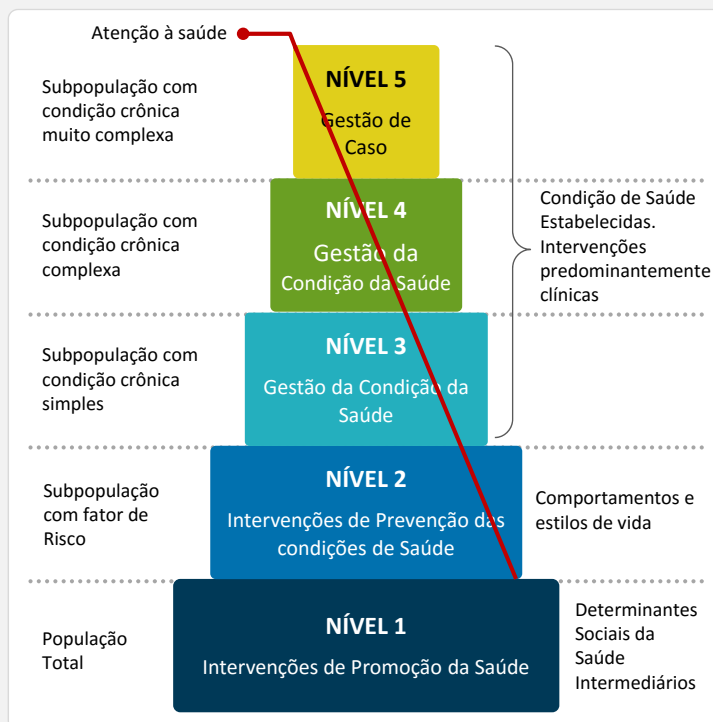 Atenção à saúde
Subpopulação com
condição crônica
muito complexa
NÍVEL 5
Gestão de
Caso
Subpopulação com
condição crônica
complexa
NÍVEL 4
Gestão da
Condição da Saúde
Condição de Saúde
Estabelecidas.
Intervenções
predominantemente
clínicas
Subpopulação com
condição crônica
simples
NÍVEL 3
Gestão da Condição da
Saúde
Subpopulação
com fator de
Risco
NÍVEL 2
Intervenções de Prevenção das
condições de Saúde
Comportamentos e
estilos de vida
População
Total
NÍVEL 1
Intervenções de Promoção da Saúde
Determinantes
Sociais da
Saúde
Intermediários